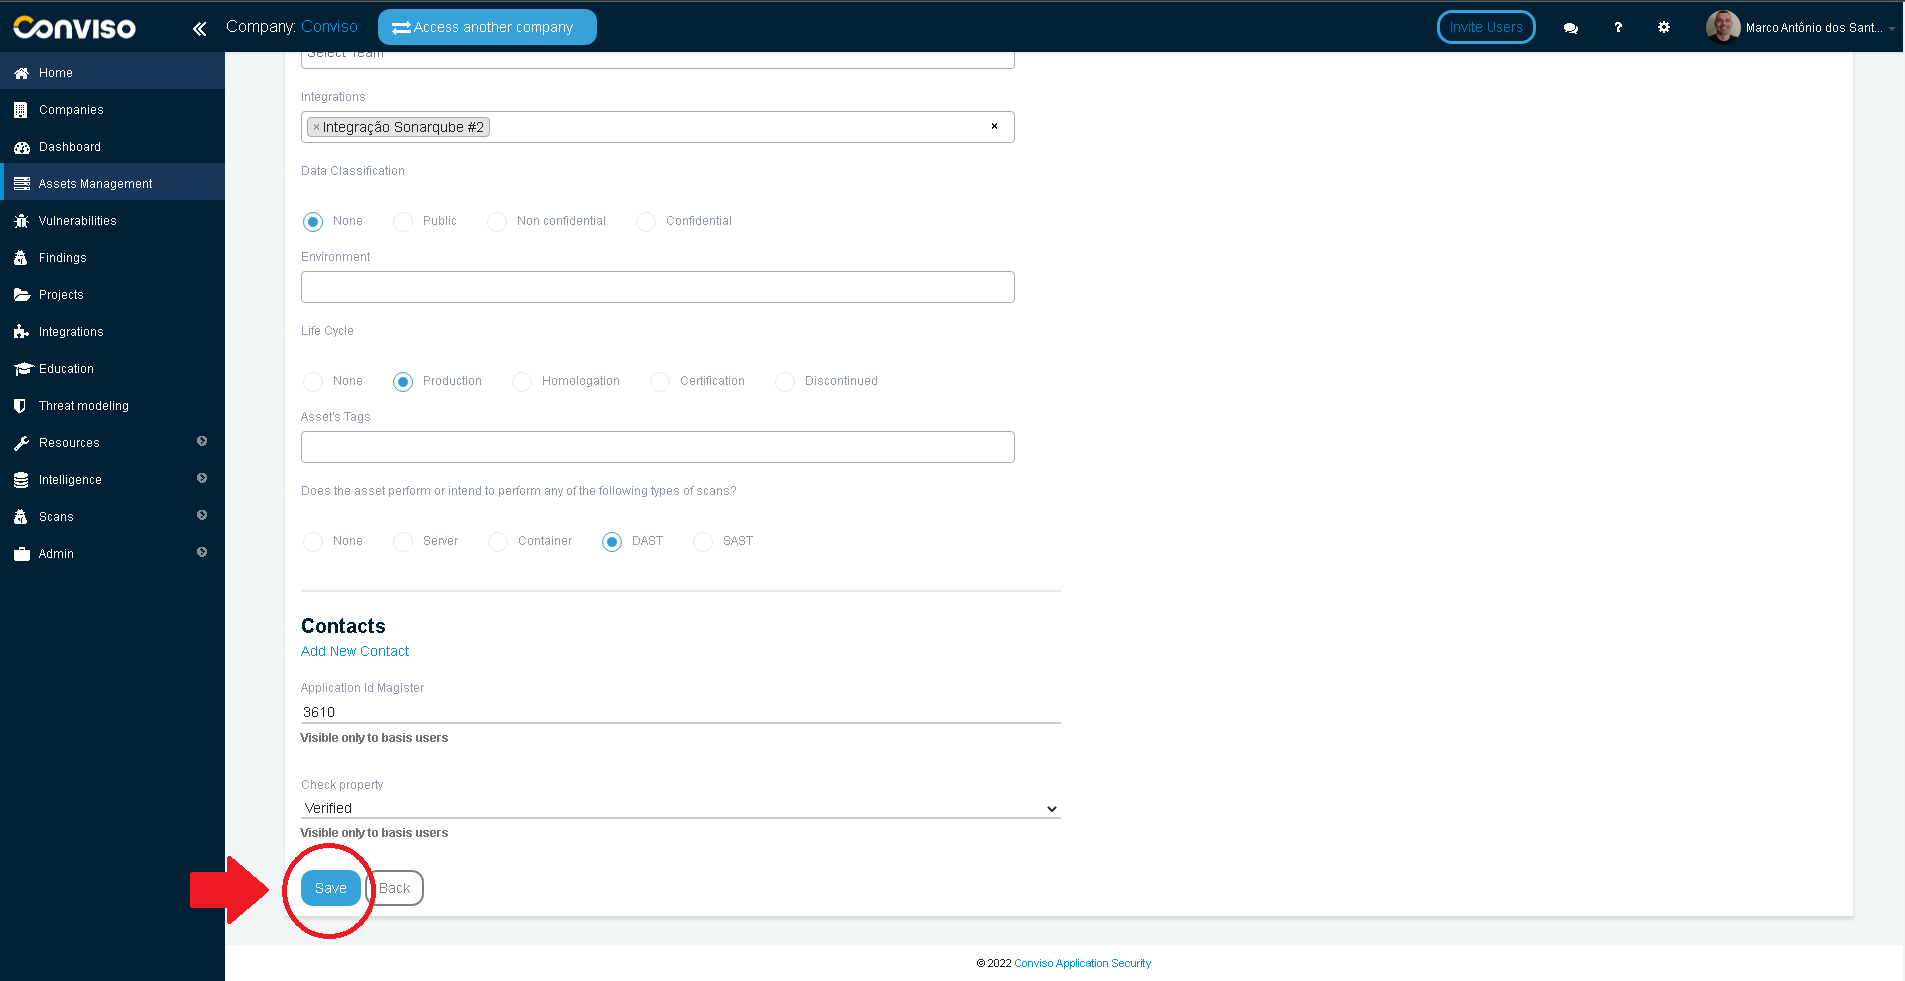 Conviso
Company: Conviso
Access another company
Invite Users
?
Marco Antônio dos Sant...
Home
Companies
Dashboard
Assets Management
Vulnerabilities
Findings
Projects
Integrations
Education
Threat modeling
Resources
Intelligence
Scans
Admin
Select Team
Integrations
× Integração Sonarqube #2
×
Data Classification
None
Public
Non confidential
Confidential
Environment
Life Cycle
None
Production
Homologation
Certification
Discontinued
Asset's Tags
Does the asset perform or intend to perform any of the following types of scans?
None
Server
Container
DAST
SAST
Contacts
Add New Contact
Application Id Magister
3610
Visible only to basis users
Check property
Verified
Visible only to basis users
Save
Back
© 2022 Conviso Application Security